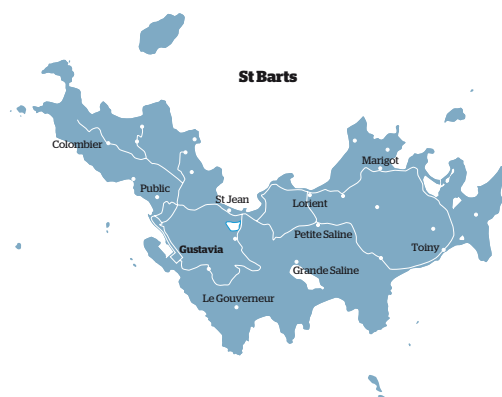 St Barts
Colombier
Marigot
Public
St Jean
Lorient
Petite Saline
Gustavia
Toiny
Grande Saline
Le Gouverneur